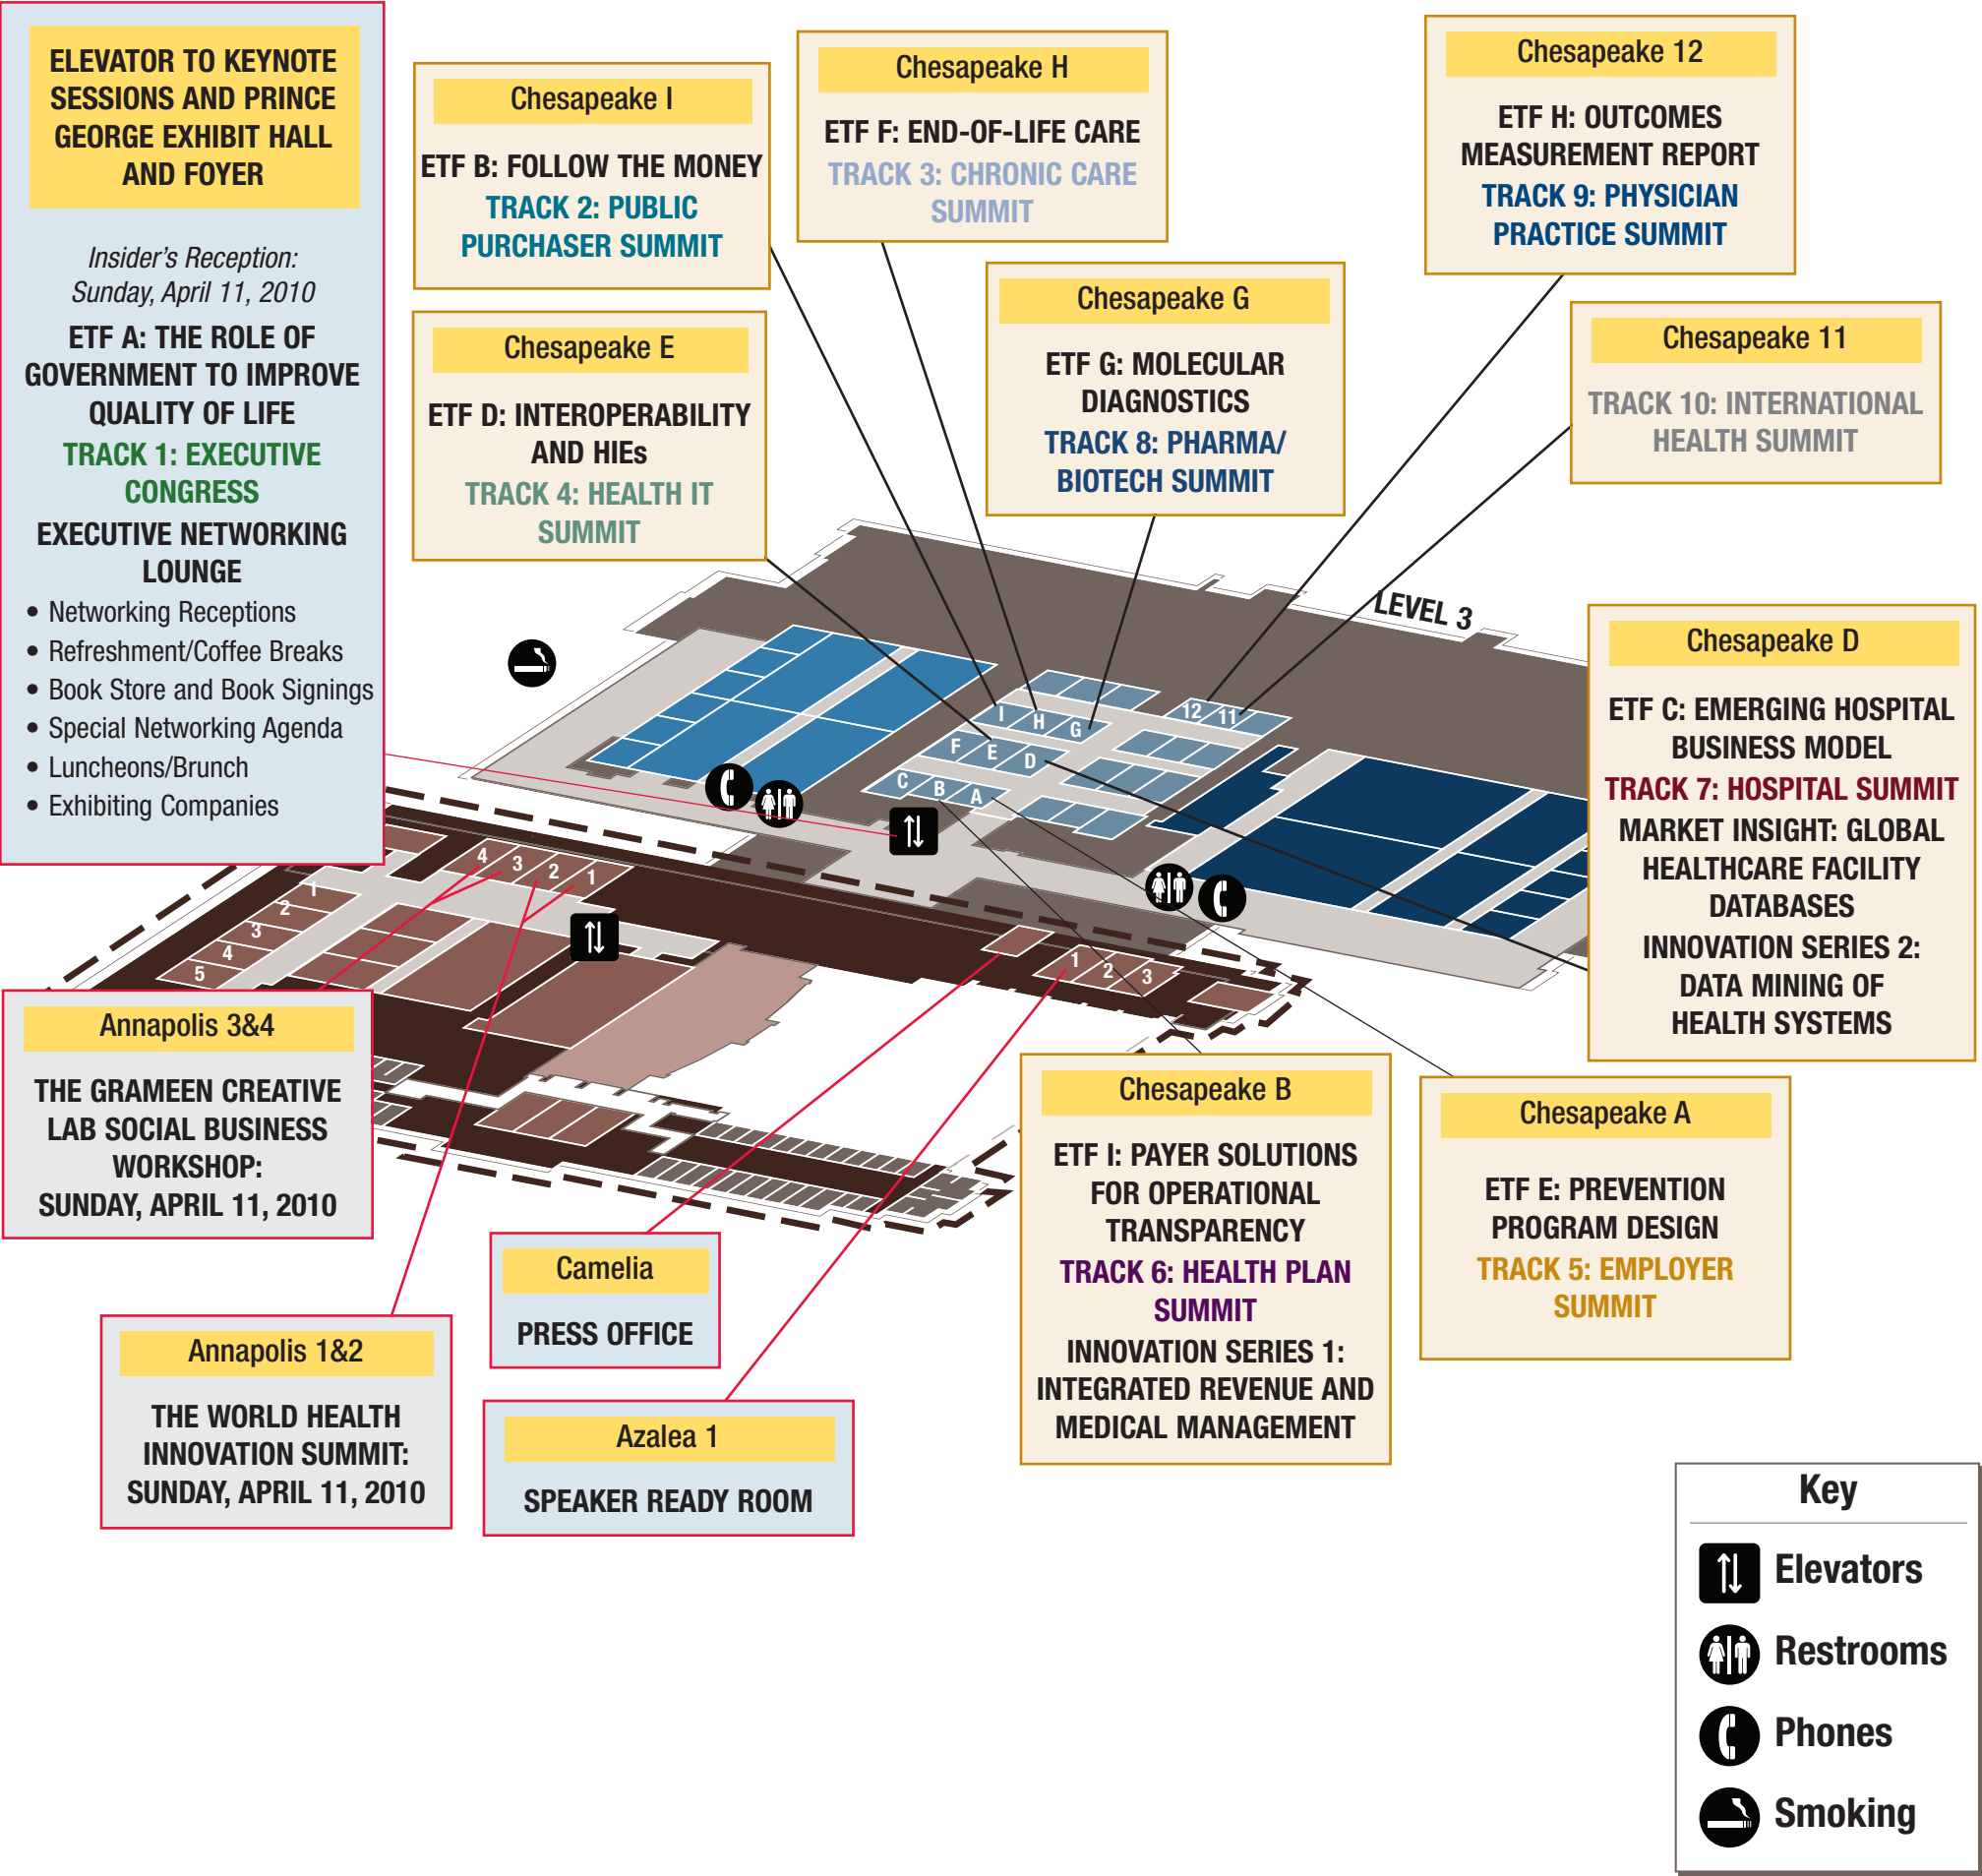 ELEVATOR TO KEYNOTE
SESSIONS AND PRINCE
GEORGE EXHIBIT HALL
AND FOYER
Insider's Reception:
Sunday, April 11, 2010
ETF A: THE ROLE OF
GOVERNMENT TO IMPROVE
QUALITY OF LIFE
TRACK 1: EXECUTIVE
CONGRESS
EXECUTIVE NETWORKING
LOUNGE
• Networking Receptions
• Refreshment/Coffee Breaks
• Book Store and Book Signings
• Special Networking Agenda
• Luncheons/Brunch
• Exhibiting Companies
Chesapeake I
ETF B: FOLLOW THE MONEY
TRACK 2: PUBLIC
PURCHASER SUMMIT
Chesapeake H
ETF F: END-OF-LIFE CARE
TRACK 3: CHRONIC CARE
SUMMIT
Chesapeake 12
ETF H: OUTCOMES
MEASUREMENT REPORT
TRACK 9: PHYSICIAN
PRACTICE SUMMIT
Chesapeake E
ETF D: INTEROPERABILITY
AND HIEs
TRACK 4: HEALTH IT
SUMMIT
Chesapeake G
ETF G: MOLECULAR
DIAGNOSTICS
TRACK 8: PHARMA/
BIOTECH SUMMIT
Chesapeake 11
TRACK 10: INTERNATIONAL
HEALTH SUMMIT
LEVEL 3
Chesapeake D
ETF C: EMERGING HOSPITAL
BUSINESS MODEL
TRACK 7: HOSPITAL SUMMIT
MARKET INSIGHT: GLOBAL
HEALTHCARE FACILITY
DATABASES
INNOVATION SERIES 2:
DATA MINING OF
HEALTH SYSTEMS
I H G
12 11
F E D
C B A
4 3 2 1
1
2
3
4
5
1 2 3
Annapolis 3&4
THE GRAMEEN CREATIVE
LAB SOCIAL BUSINESS
WORKSHOP:
SUNDAY, APRIL 11, 2010
Annapolis 1&2
THE WORLD HEALTH
INNOVATION SUMMIT:
SUNDAY, APRIL 11, 2010
Camelia
PRESS OFFICE
Azalea 1
SPEAKER READY ROOM
Chesapeake B
ETF I: PAYER SOLUTIONS
FOR OPERATIONAL
TRANSPARENCY
TRACK 6: HEALTH PLAN
SUMMIT
INNOVATION SERIES 1:
INTEGRATED REVENUE AND
MEDICAL MANAGEMENT
Chesapeake A
ETF E: PREVENTION
PROGRAM DESIGN
TRACK 5: EMPLOYER
SUMMIT
Key
Elevators
Restrooms
Phones
Smoking